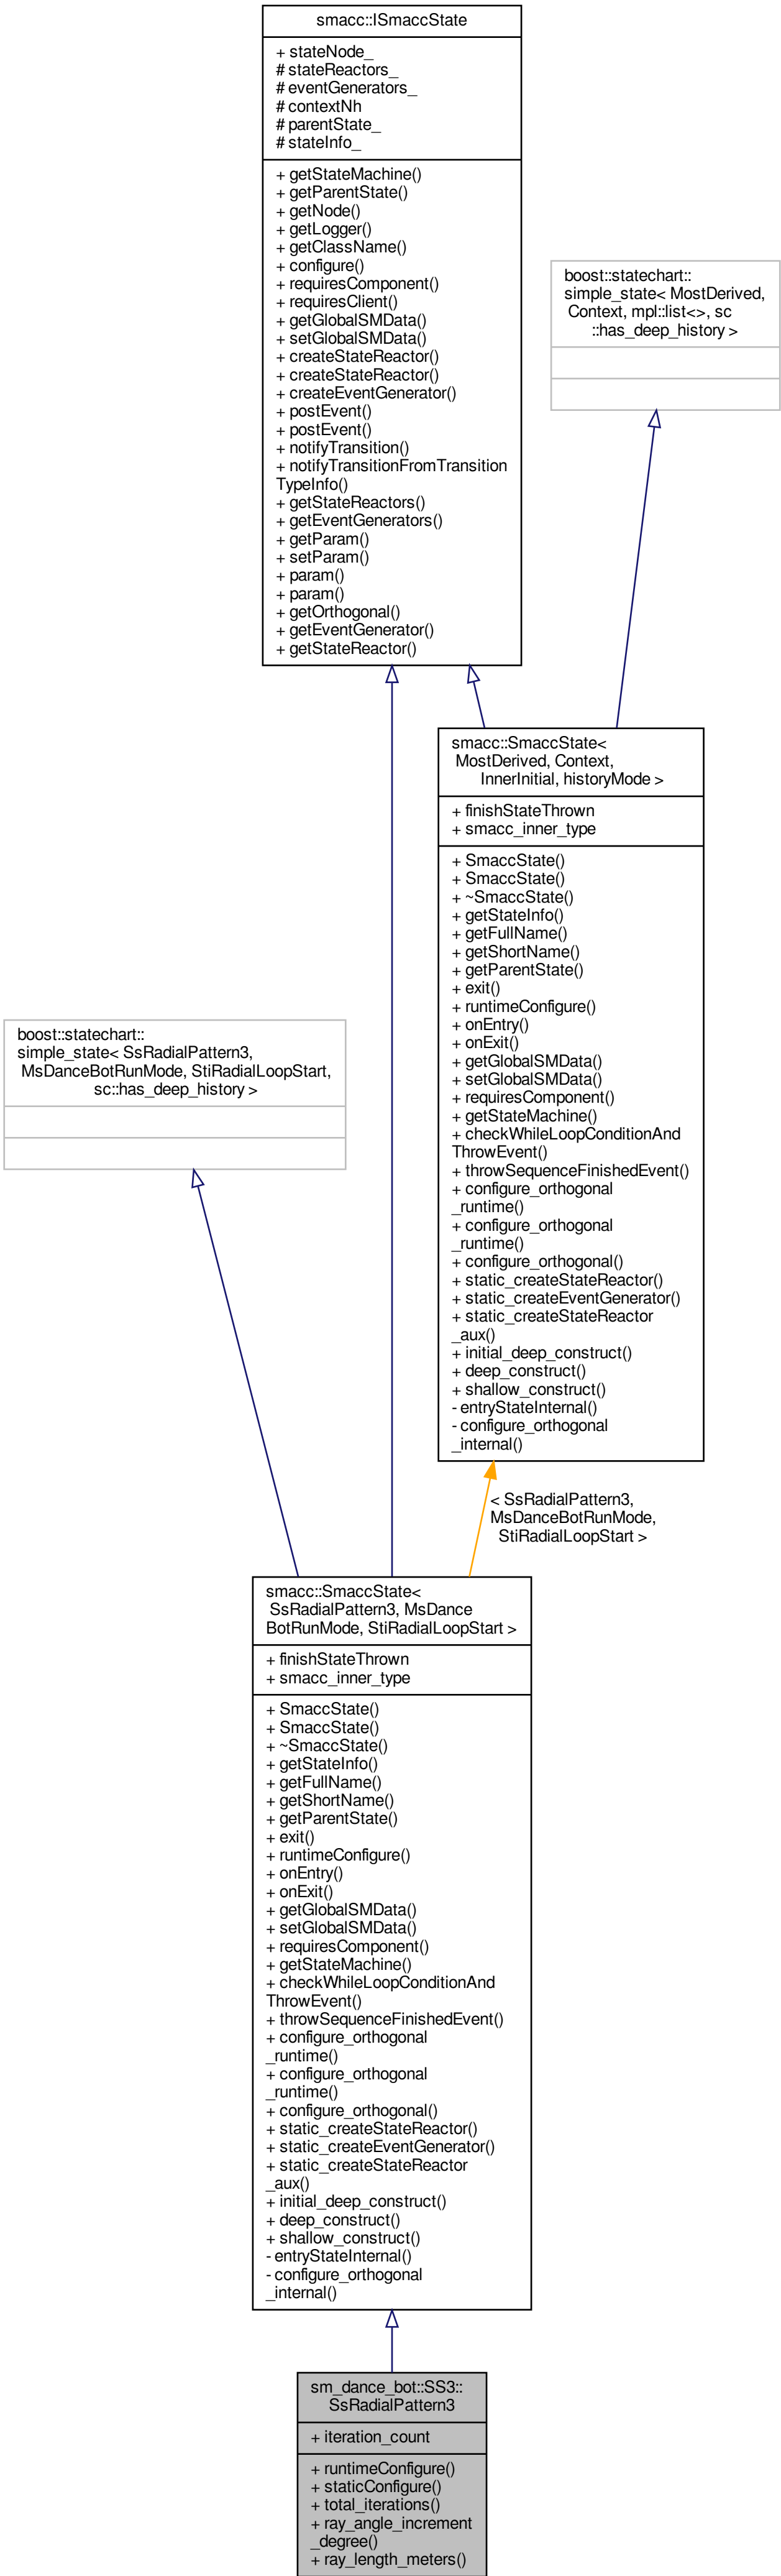 smacc::ISmaccState
+ stateNode_
# stateReactors_
# eventGenerators_
# contextNh
# parentState_
# stateInfo_
+ getStateMachine()
+ getParentState()
+ getNode()
+ getLogger()
+ getClassName()
+ configure()
+ requiresComponent()
+ requiresClient()
+ getGlobalSMData()
+ setGlobalSMData()
+ createStateReactor()
+ createStateReactor()
+ createEventGenerator()
+ postEvent()
+ postEvent()
+ notifyTransition()
+ notifyTransitionFromTransition
TypeInfo()
+ getStateReactors()
+ getEventGenerators()
+ getParam()
+ setParam()
+ param()
+ param()
+ getOrthogonal()
+ getEventGenerator()
+ getStateReactor()
boost::statechart::
simple_state< MostDerived,
Context, mpl::list<>, sc
::has_deep_history >
smacc::SmaccState<
MostDerived, Context,
InnerInitial, historyMode >
+ finishStateThrown
+ smacc_inner_type
+ SmaccState()
+ SmaccState()
+ ~SmaccState()
+ getStateInfo()
+ getFullName()
+ getShortName()
+ getParentState()
+ exit()
+ runtimeConfigure()
+ onEntry()
+ onExit()
+ getGlobalSMData()
+ setGlobalSMData()
+ requiresComponent()
+ getStateMachine()
+ checkWhileLoopConditionAnd
ThrowEvent()
+ throwSequenceFinishedEvent()
+ configure_orthogonal
_runtime()
+ configure_orthogonal
_runtime()
+ configure_orthogonal()
+ static_createStateReactor()
+ static_createEventGenerator()
+ static_createStateReactor
_aux()
+ initial_deep_construct()
+ deep_construct()
+ shallow_construct()
- entryStateInternal()
- configure_orthogonal
_internal()
boost::statechart::
simple_state< SsRadialPattern3,
MsDanceBotRunMode, StiRadialLoopStart,
sc::has_deep_history >
< SsRadialPattern3,
MsDanceBotRunMode,
StiRadialLoopStart >
smacc::SmaccState<
SsRadialPattern3, MsDance
BotRunMode, StiRadialLoopStart >
+ finishStateThrown
+ smacc_inner_type
+ SmaccState()
+ SmaccState()
+ ~SmaccState()
+ getStateInfo()
+ getFullName()
+ getShortName()
+ getParentState()
+ exit()
+ runtimeConfigure()
+ onEntry()
+ onExit()
+ getGlobalSMData()
+ setGlobalSMData()
+ requiresComponent()
+ getStateMachine()
+ checkWhileLoopConditionAnd
ThrowEvent()
+ throwSequenceFinishedEvent()
+ configure_orthogonal
_runtime()
+ configure_orthogonal
_runtime()
+ configure_orthogonal()
+ static_createStateReactor()
+ static_createEventGenerator()
+ static_createStateReactor
_aux()
+ initial_deep_construct()
+ deep_construct()
+ shallow_construct()
- entryStateInternal()
- configure_orthogonal
_internal()
sm_dance_bot::SS3::
SsRadialPattern3
+ iteration_count
+ runtimeConfigure()
+ staticConfigure()
+ total_iterations()
+ ray_angle_increment
_degree()
+ ray_length_meters()